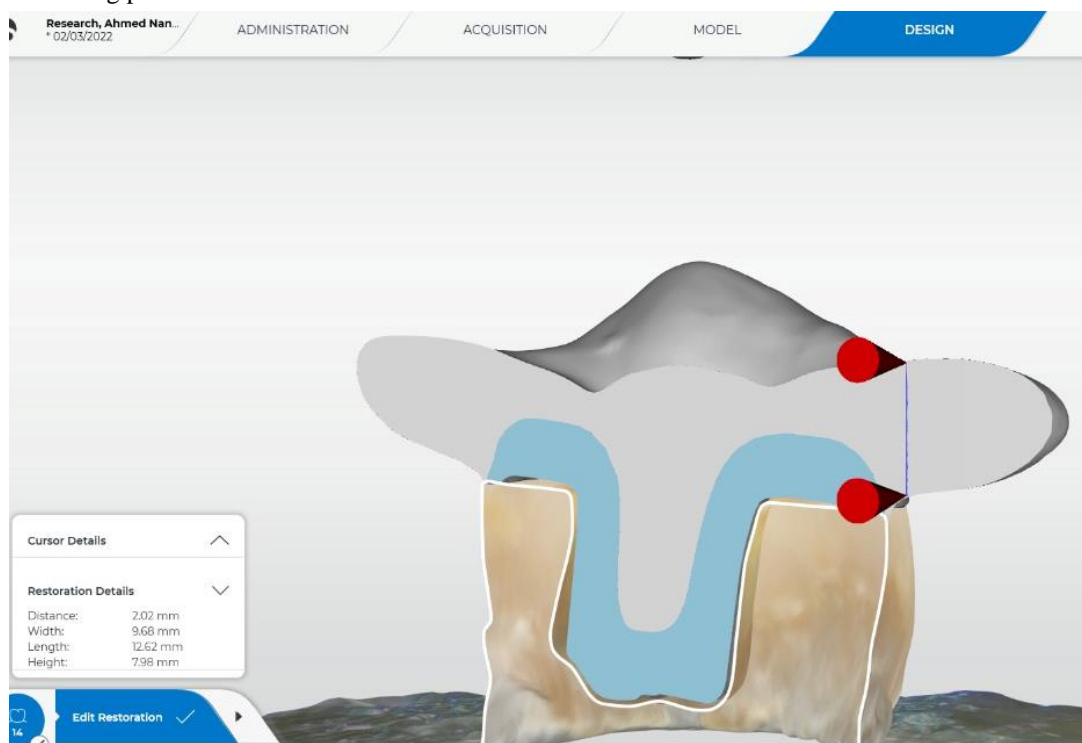 Research, Ahmed Nan...
* 02/03/2022
ADMINISTRATION
ACQUISITION
MODEL
DESIGN
Cursor Details
Restoration Details
Distance: 2.02 mm
Width: 9.68 mm
Length: 12.62 mm
Height: 7.98 mm
14
Edit Restoration